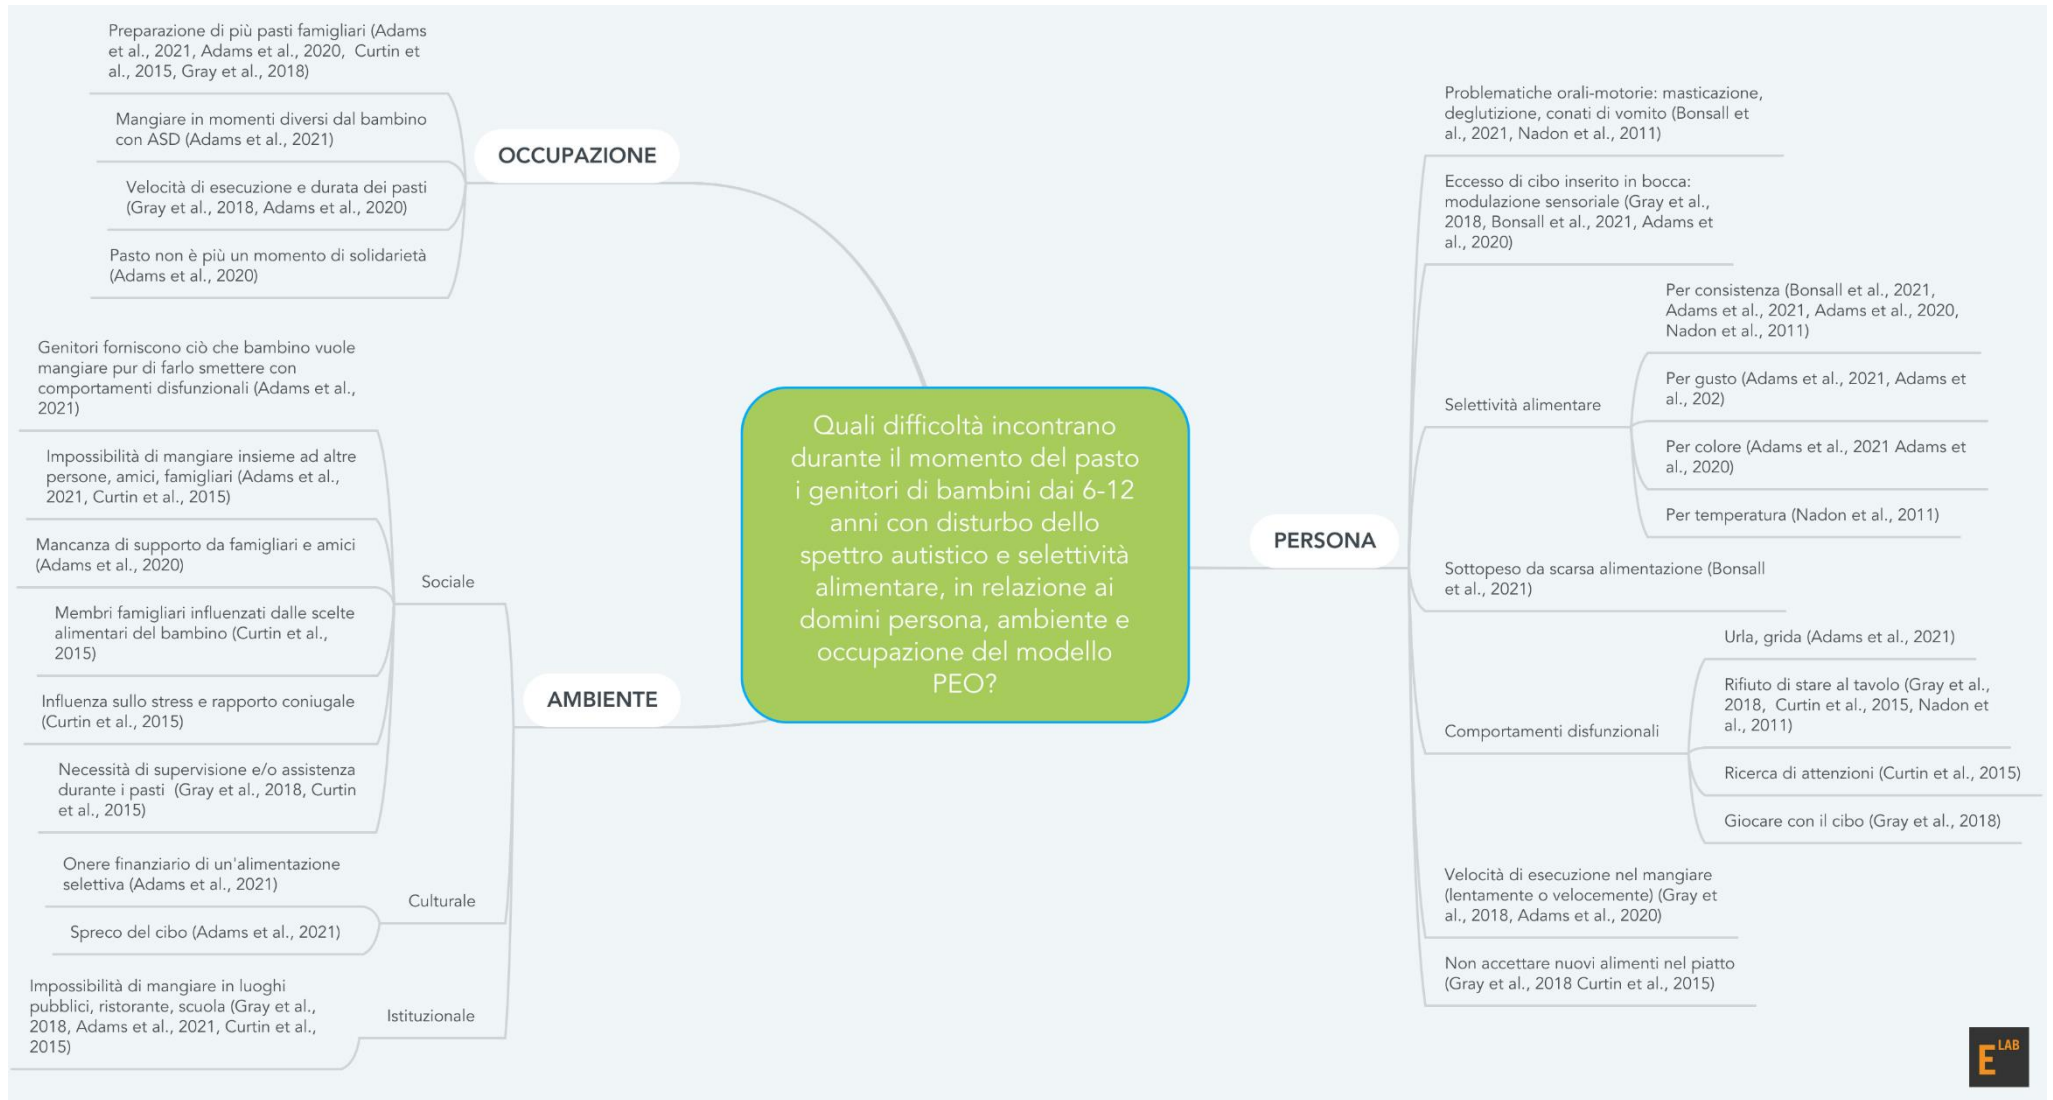 Preparazione di più pasti famigliari (Adams
et al., 2021, Adams et al., 2020,  Curtin et
al., 2015, Gray et al., 2018)
Mangiare in momenti diversi dal bambino
con ASD (Adams et al., 2021)
Velocità di esecuzione e durata dei pasti
(Gray et al., 2018, Adams et al., 2020)
Pasto non è più un momento di solidarietà
(Adams et al., 2020)
OCCUPAZIONE
Genitori forniscono ciò che bambino vuole
mangiare pur di farlo smettere con
comportamenti disfunzionali (Adams et al.,
2021)
Impossibilità di mangiare insieme ad altre
persone, amici, famigliari (Adams et al.,
2021, Curtin et al., 2015)
Mancanza di supporto da famigliari e amici
(Adams et al., 2020)
Membri famigliari influenzati dalle scelte
alimentari del bambino (Curtin et al.,
2015)
Influenza sullo stress e rapporto coniugale
(Curtin et al., 2015)
Necessità di supervisione e/o assistenza
durante i pasti  (Gray et al., 2018, Curtin
et al., 2015)
Sociale
Onere finanziario di un'alimentazione
selettiva (Adams et al., 2021)
Spreco del cibo (Adams et al., 2021)
Culturale
Impossibilità di mangiare in luoghi
pubblici, ristorante, scuola (Gray et al.,
2018, Adams et al., 2021, Curtin et al.,
2015)
Istituzionale
AMBIENTE
Quali difficoltà incontrano
durante il momento del pasto
i genitori di bambini dai 6-12
anni con disturbo dello
spettro autistico e selettività
alimentare, in relazione ai
domini persona, ambiente e
occupazione del modello
PEO?
PERSONA
Problematiche orali-motorie: masticazione,
deglutizione, conati di vomito (Bonsall et
al., 2021, Nadon et al., 2011)
Eccesso di cibo inserito in bocca:
modulazione sensoriale (Gray et al.,
2018, Bonsall et al., 2021, Adams et
al., 2020)
Selettività alimentare
Per consistenza (Bonsall et al., 2021,
Adams et al., 2021, Adams et al., 2020,
Nadon et al., 2011)
Per gusto (Adams et al., 2021, Adams et
al., 202)
Per colore (Adams et al., 2021 Adams et
al., 2020)
Per temperatura (Nadon et al., 2011)
Sottopeso da scarsa alimentazione (Bonsall
et al., 2021)
Comportamenti disfunzionali
Urla, grida (Adams et al., 2021)
Rifiuto di stare al tavolo (Gray et al.,
2018,  Curtin et al., 2015, Nadon et
al., 2011)
Ricerca di attenzioni (Curtin et al., 2015)
Giocare con il cibo (Gray et al., 2018)
Velocità di esecuzione nel mangiare
(lentamente o velocemente) (Gray et
al., 2018, Adams et al., 2020)
Non accettare nuovi alimenti nel piatto
(Gray et al., 2018 Curtin et al., 2015)
E LAB